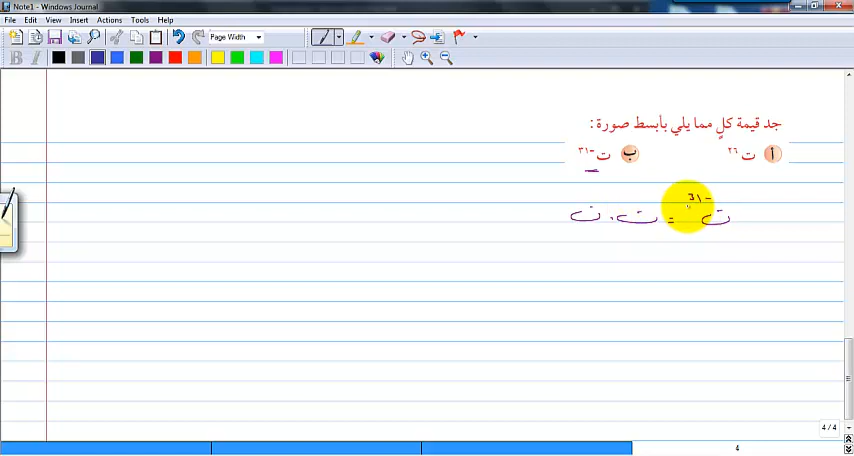 Note1 - Windows Journal
File Edit View Insert Actions Tools Help
Page Width
B I
جد قيمة كلٍ مما يلي بأبسط صورة :
أ ت٢٦ ب ت-٣١
ت-٣١ = ت . ت
4 / 4
4